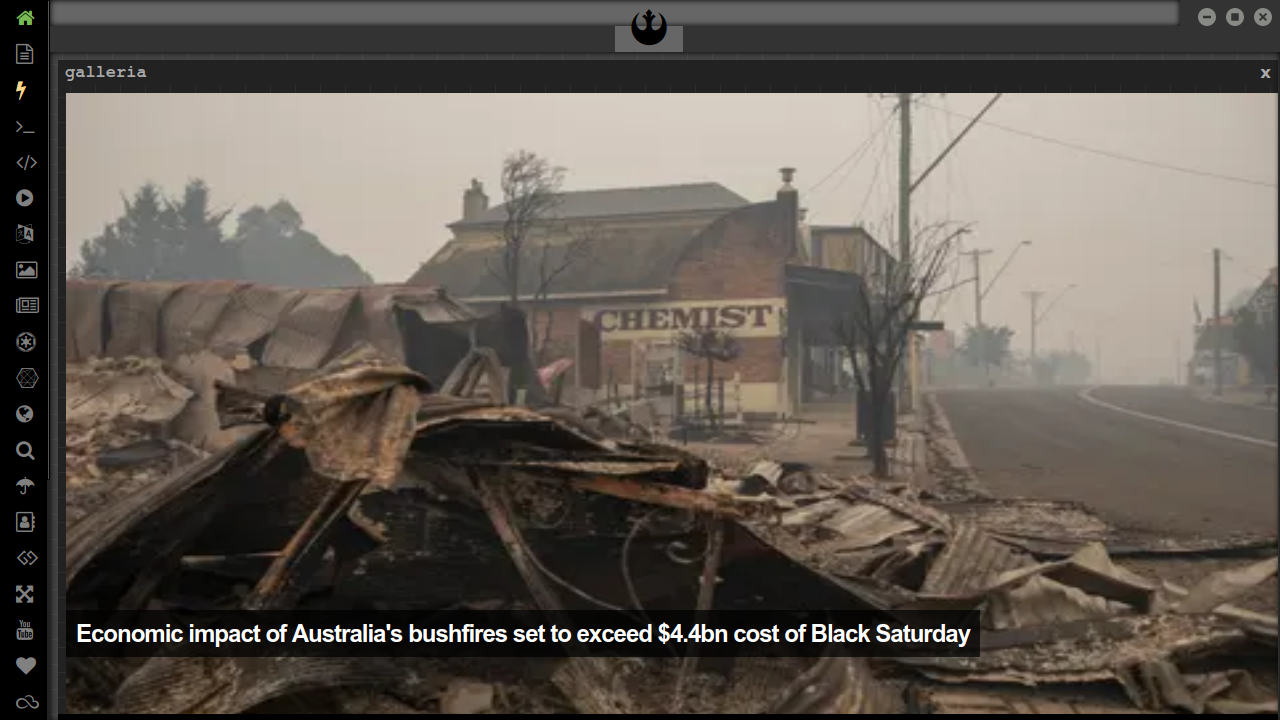 galleria
x
CHEMIST
Economic impact of Australia's bushfires set to exceed $4.4bn cost of Black Saturday
You
Tube